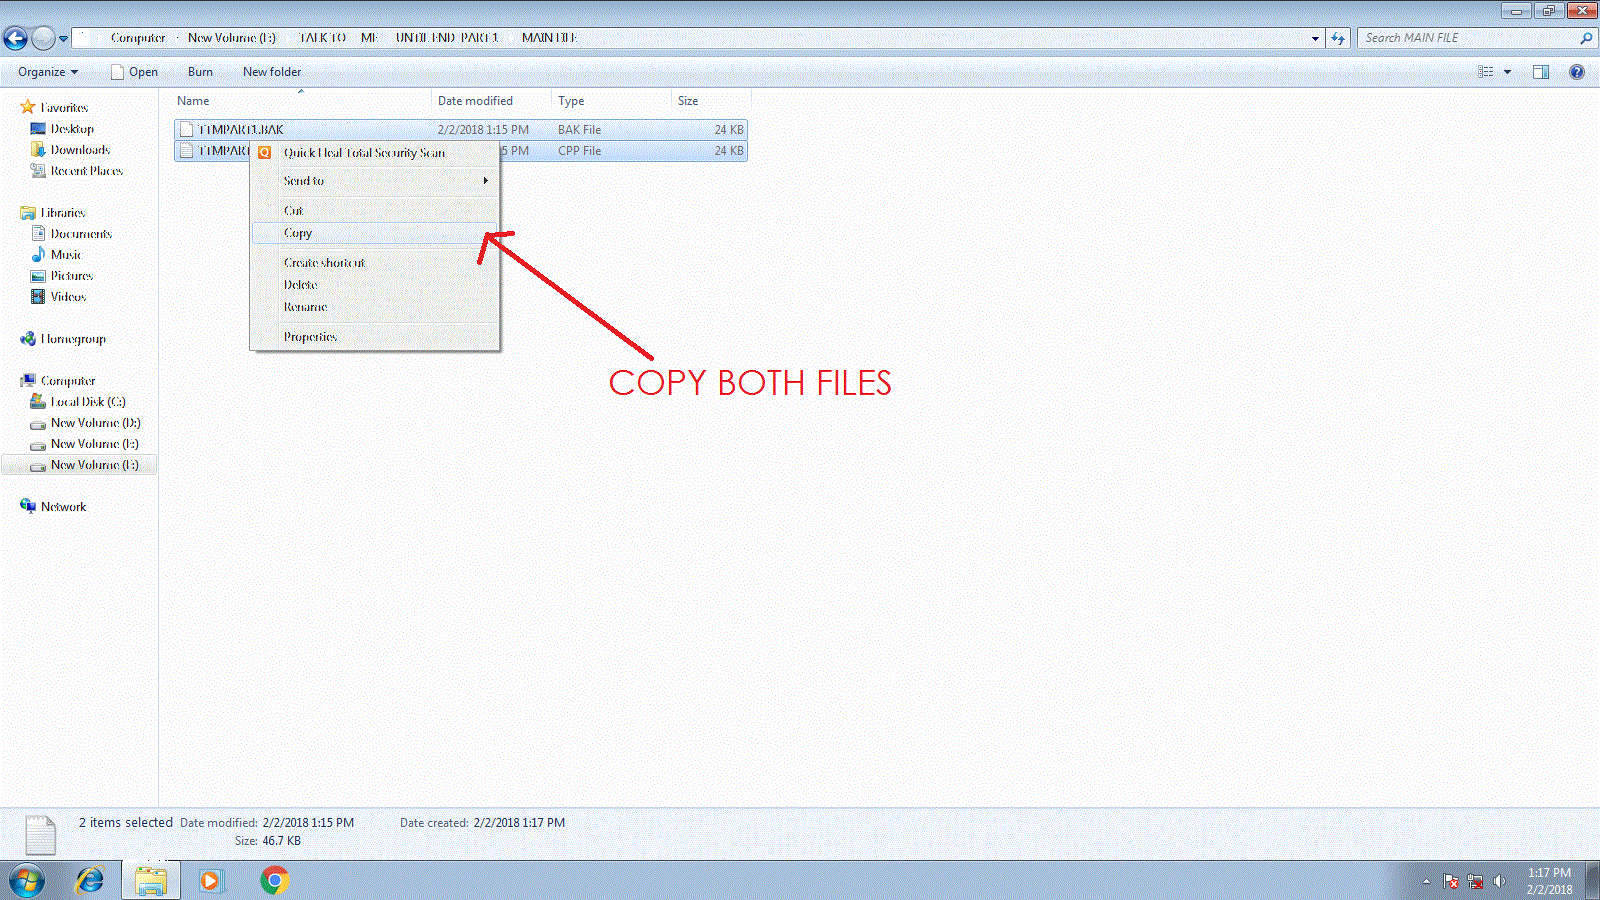 Computer New Volume (F:) TALK TO ME UNTIL END PART 1 MAIN FILE
Search MAIN FILE
Organize Open Burn New folder
Name Date modified Type Size
TTMPART1.BAK 2/2/2018 1:15 PM BAK File 24 KB
TTMPART 5 PM CPP File 24 KB
Favorites
Desktop
Downloads
Recent Places
Libraries
Documents
Music
Pictures
Videos
Homegroup
Computer
Local Disk (C:)
New Volume (D:)
New Volume (E:)
New Volume (F:)
Network
Quick Heal Total Security Scan
Send to
Cut
Copy
Create shortcut
Delete
Rename
Properties
COPY BOTH FILES
2 items selected Date modified: 2/2/2018 1:15 PM Date created: 2/2/2018 1:17 PM
Size: 46.7 KB
1:17 PM
2/2/2018